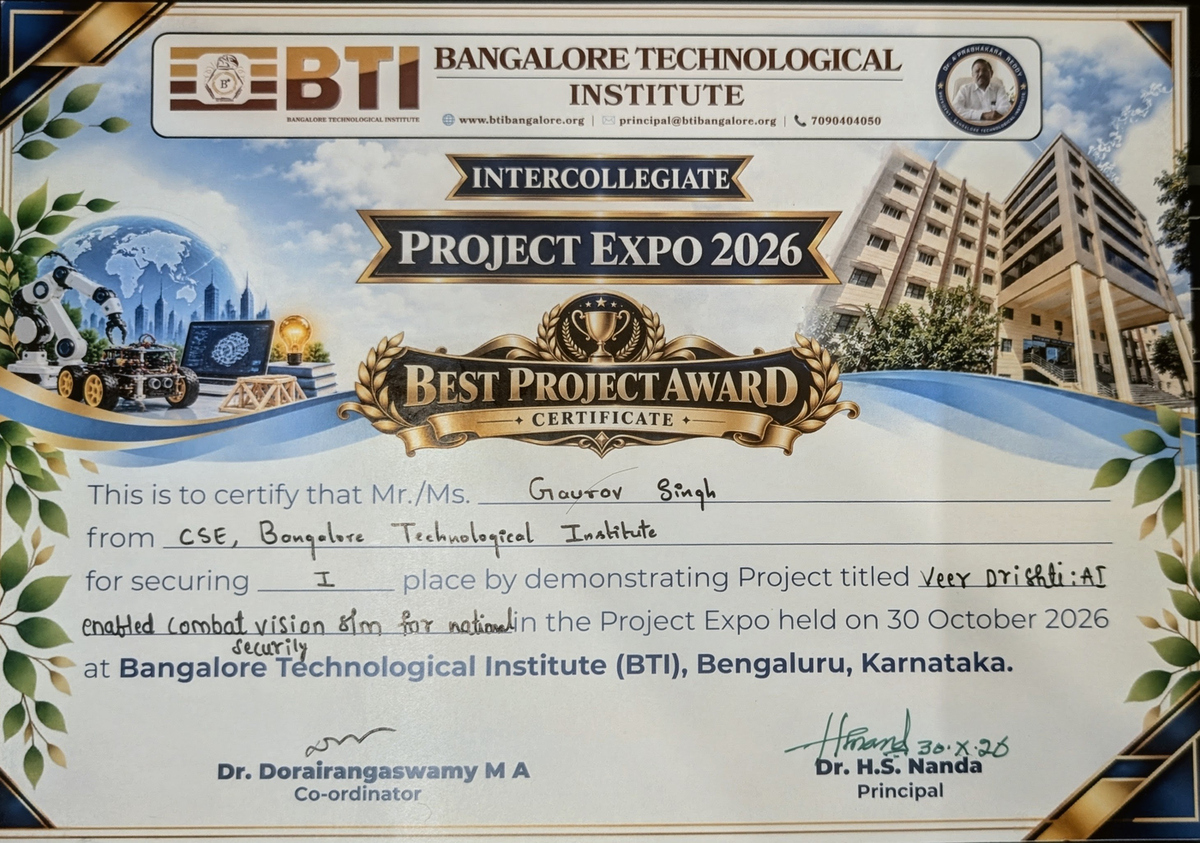 BTI
BANGALORE TECHNOLOGICAL INSTITUTE
BANGALORE TECHNOLOGICAL
INSTITUTE
www.btibangalore.org | principal@btibangalore.org | 7090404050
Dr. A PRABHAKARA REDDY
INTERCOLLEGIATE
PROJECT EXPO 2026
BEST PROJECT AWARD
CERTIFICATE
This is to certify that Mr./Ms. Gaurav Singh
from CSE, Bangalore Technological Institute
for securing I place by demonstrating Project titled Veer Drishti : AI
enabled combat vision s/m for national in the Project Expo held on 30 October 2026
security
at Bangalore Technological Institute (BTI), Bengaluru, Karnataka.
30.X.26
Dr. Dorairangaswamy M A
Co-ordinator
Dr. H.S. Nanda
Principal